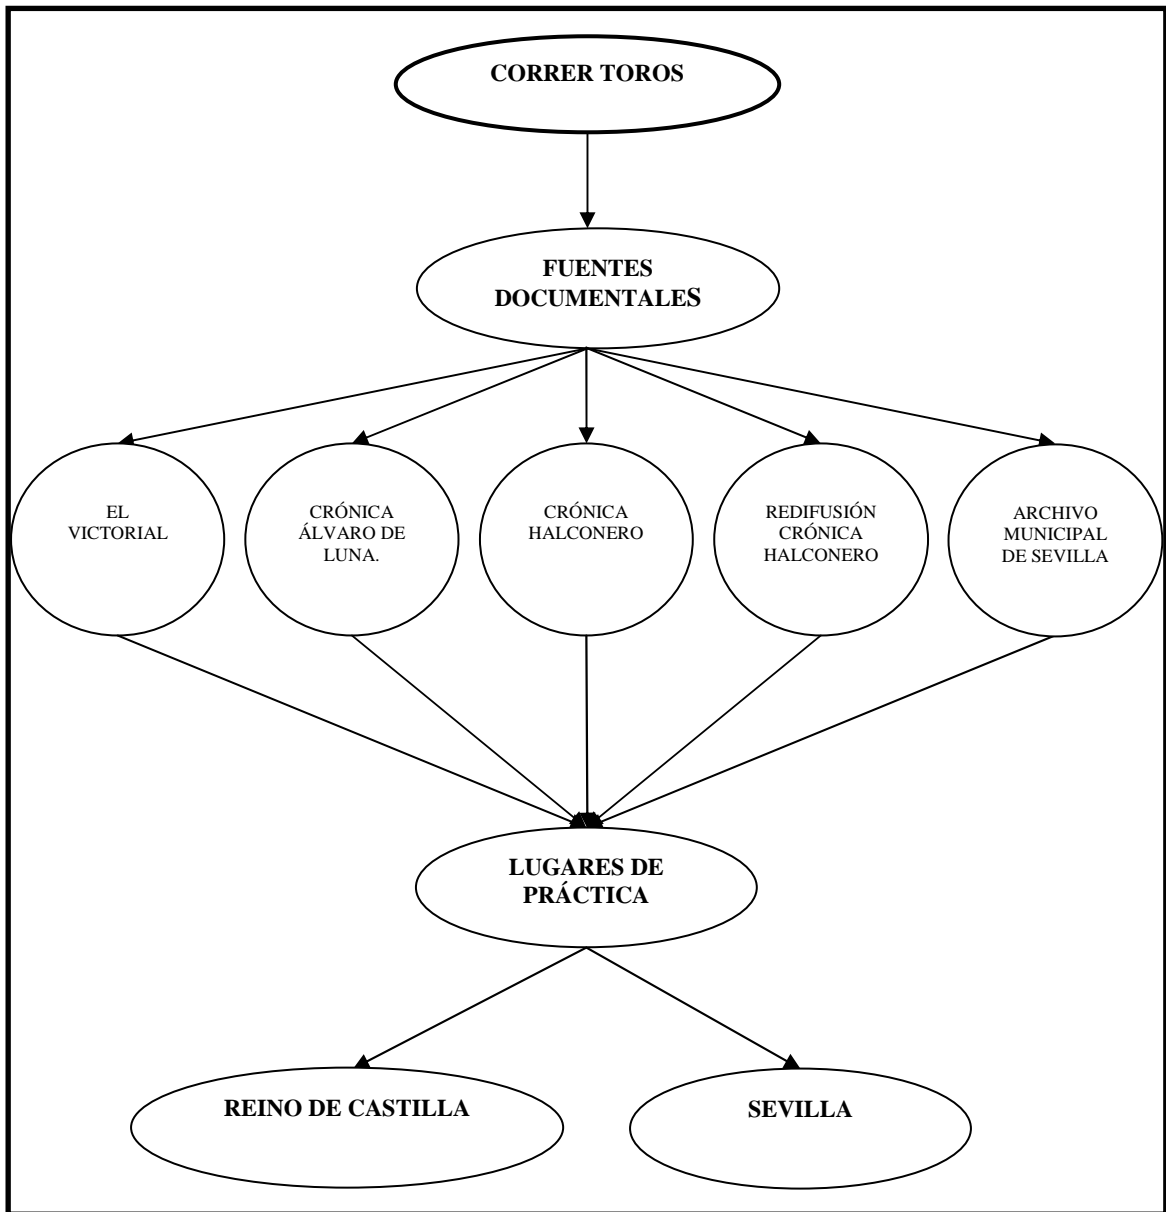 CORRER TOROS
FUENTES
DOCUMENTALES
EL
VICTORIAL
CRÓNICA
ÁLVARO DE
LUNA.
CRÓNICA
HALCONERO
REDIFUSIÓN
CRÓNICA
HALCONERO
ARCHIVO
MUNICIPAL
DE SEVILLA
LUGARES DE
PRÁCTICA
REINO DE CASTILLA
SEVILLA